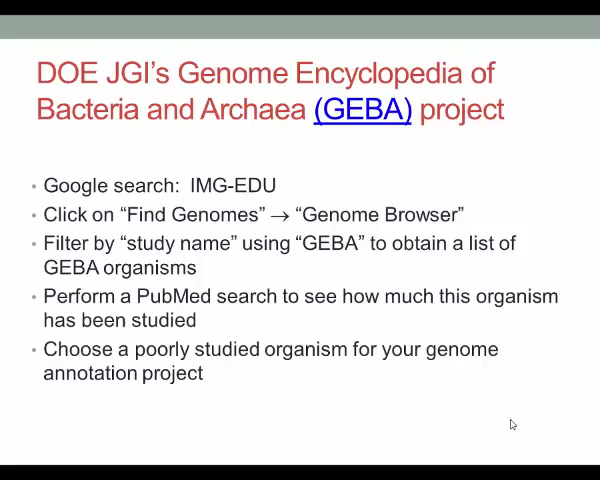 DOE JGI’s Genome Encyclopedia of
Bacteria and Archaea (GEBA) project
• Google search:  IMG-EDU
• Click on “Find Genomes” → “Genome Browser”
• Filter by “study name” using “GEBA” to obtain a list of
GEBA organisms
• Perform a PubMed search to see how much this organism
has been studied
• Choose a poorly studied organism for your genome
annotation project